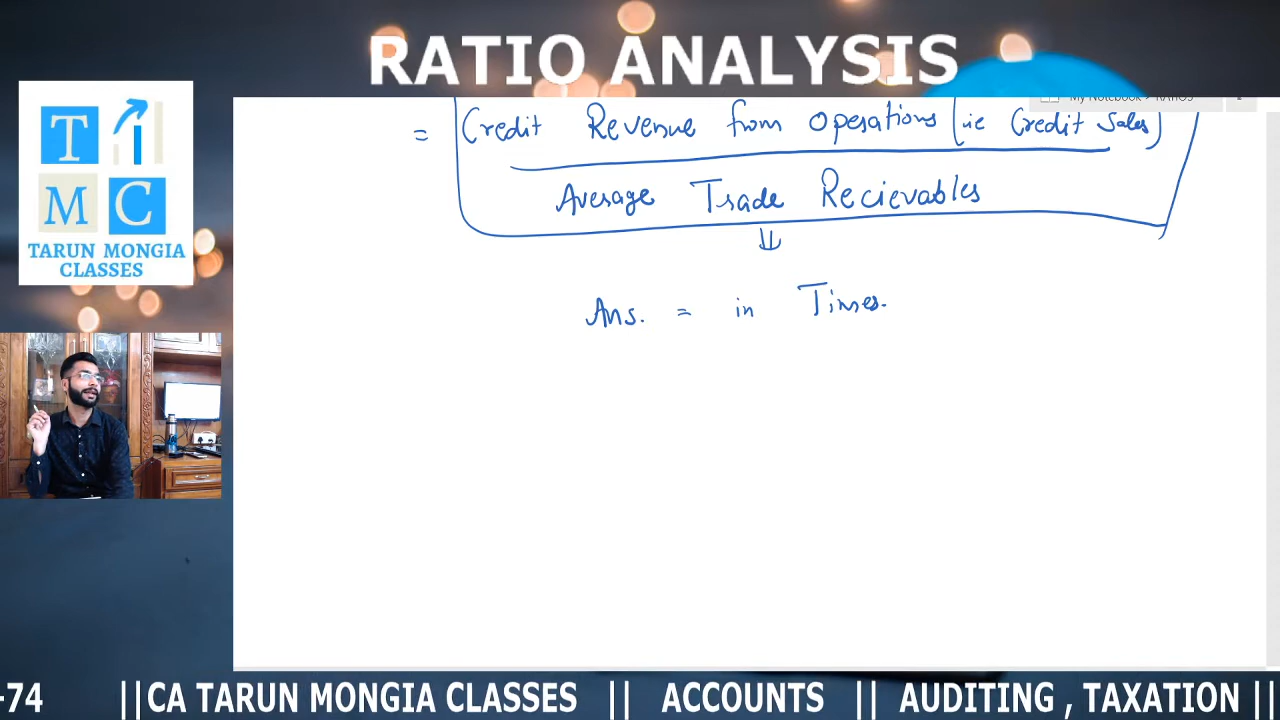 RATIO ANALYSIS
T
M C
TARUN MONGIA
CLASSES
= Credit Revenue from Operations (ie Credit Sales)
Average Trade Recievables
Ans. = in Times.
-74 ||CA TARUN MONGIA CLASSES || ACCOUNTS || AUDITING , TAXATION ||